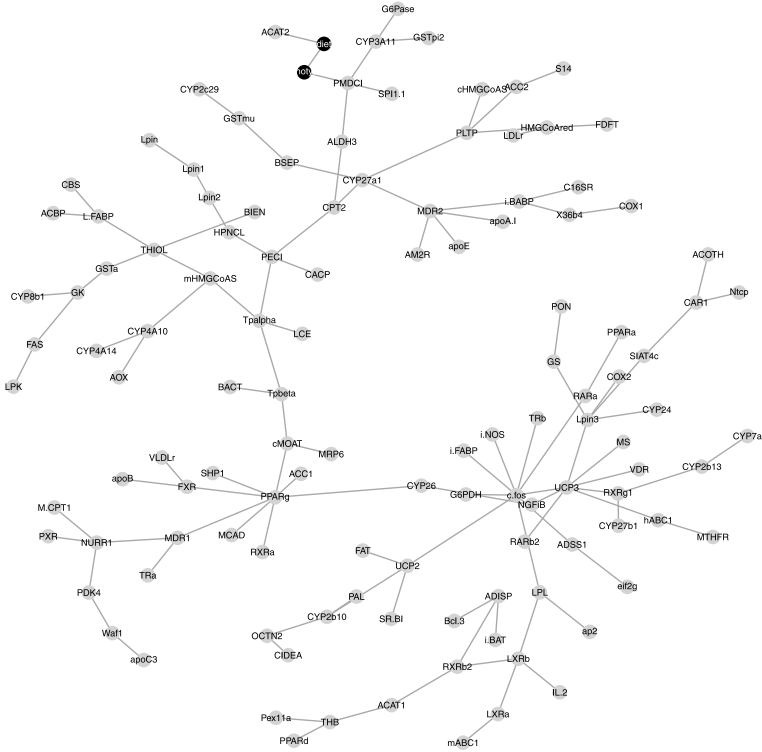 G6Pase
ACAT2
diet
CYP3A11
GSTpi2
S14
PMDCI
SPI1.1
CYP2c29
cHMGCoAS
ACC2
GSTmu
HMGCoAred
FDFT
PLTP
LDLr
Lpin
ALDH3
BSEP
Lpin1
CYP27a1
CBS
C16SR
Lpin2
i.BABP
COX1
ACBP
L.FABP
BIEN
CPT2
MDR2
X36b4
apoA.I
HPNCL
THIOL
apoE
AM2R
PECI
ACOTH
GSTa
CACP
mHMGCoAS
CYP8b1
GK
Ntcp
CAR1
PON
Tpalpha
LCE
CYP4A10
PPARa
FAS
CYP4A14
SIAT4c
GS
AOX
COX2
LPK
BACT
Tpbeta
RARa
CYP24
Lpin3
TRb
i.NOS
CYP7a
cMOAT
MS
MRP6
i.FABP
VLDLr
SHP1
ACC1
VDR
CYP2b13
apoB
FXR
CYP26
UCP3
RXRg1
G6PDH
c.fos
PPARg
NGFiB
M.CPT1
hABC1
CYP27b1
PXR
NURR1
MDR1
MCAD
MTHFR
RARb2
ADSS1
RXRa
FAT
UCP2
TRa
eif2g
PDK4
LPL
PAL
ADISP
CYP2b10
SR.BI
Bcl.3
Waf1
ap2
OCTN2
i.BAT
CIDEA
apoC3
RXRb2
LXRb
IL.2
ACAT1
Pex11a
THB
LXRa
PPARd
mABC1